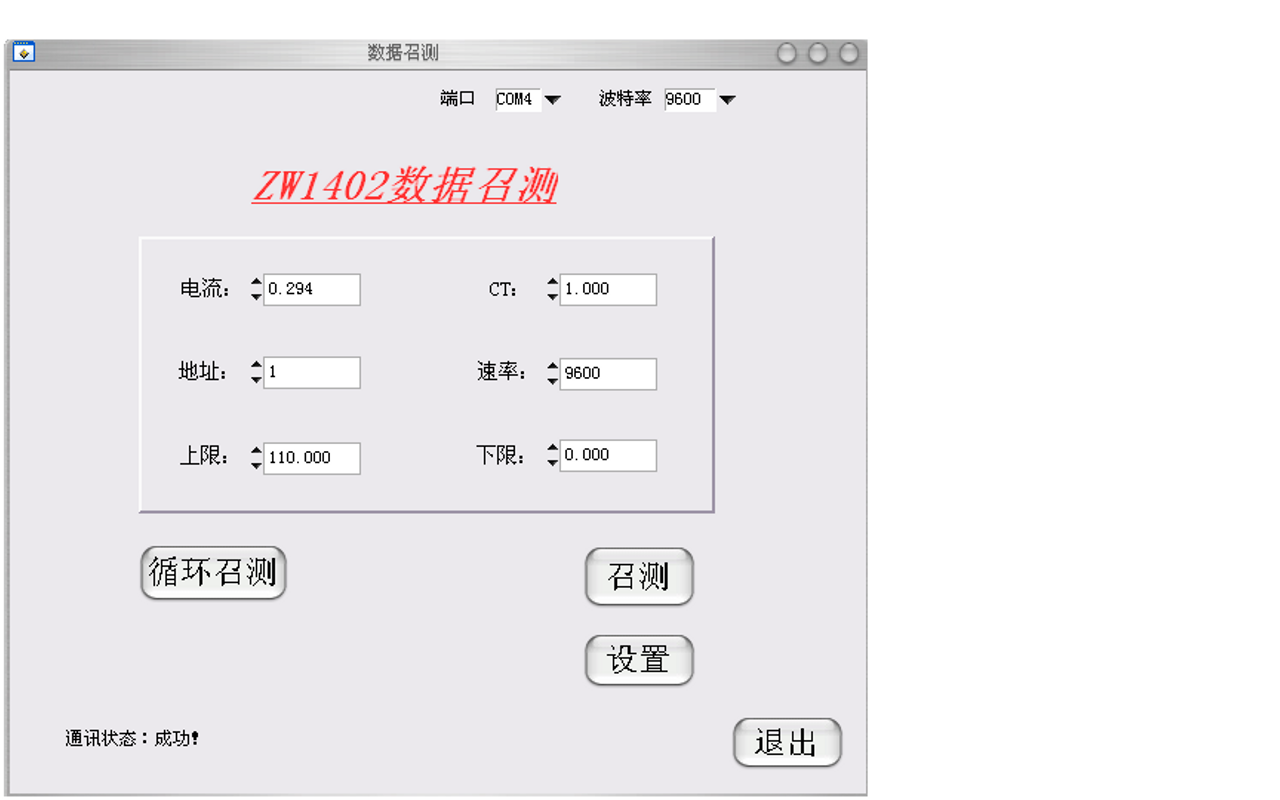 数据召测
端口 COM4 波特率 9600
ZW1402数据召测
电流: 0.294 CT: 1.000
地址: 1 速率: 9600
上限: 110.000 下限: 0.000
循环召测 召测
设置
通讯状态：成功! 退出